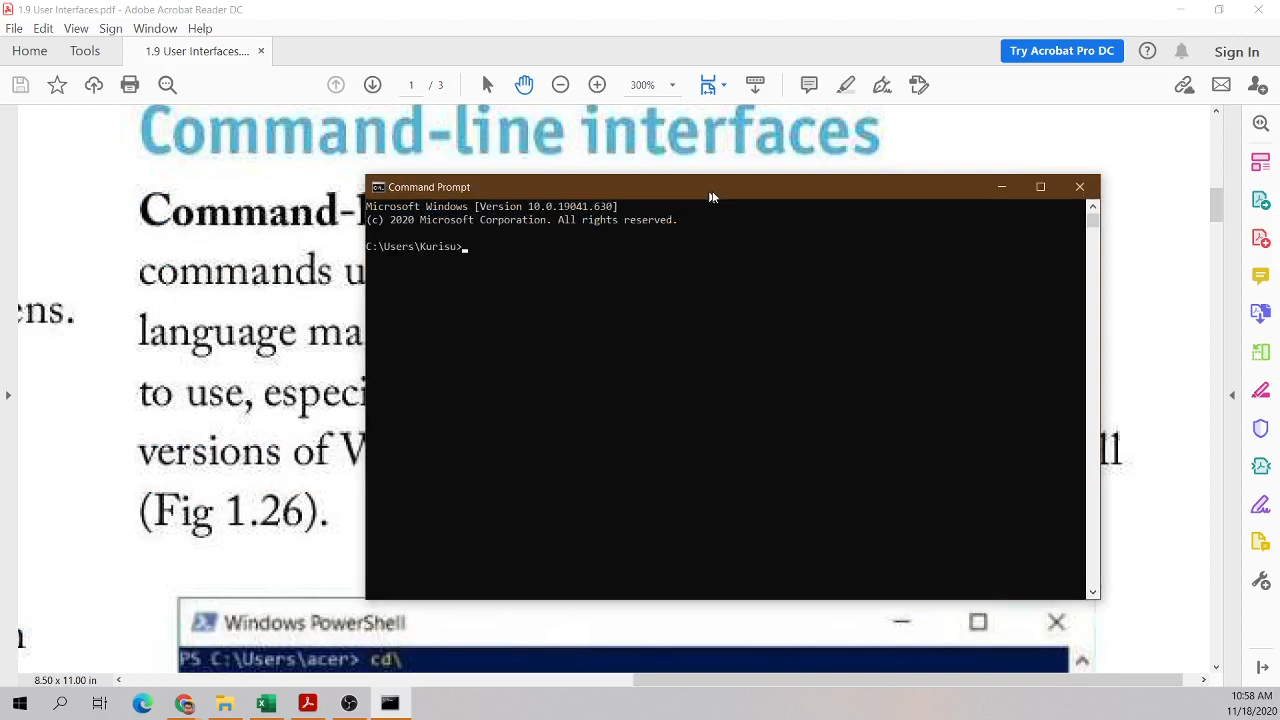 1.9 User Interfaces.pdf - Adobe Acrobat Reader DC
File Edit View Sign Window Help
Home Tools 1.9 User Interfaces.... × Try Acrobat Pro DC Sign In
1 / 3 300%
Command-line interfaces
Command-l
commands u
ens.
language ma
to use, especi
versions of V
ll
(Fig 1.26).
Command Prompt
Microsoft Windows [Version 10.0.19041.630]
(c) 2020 Microsoft Corporation. All rights reserved.
C:\Users\Kurisu>_
Windows PowerShell
PS C:\Users\acer> cd\
8.50 x 11.00 in
10:58 AM
11/18/2020